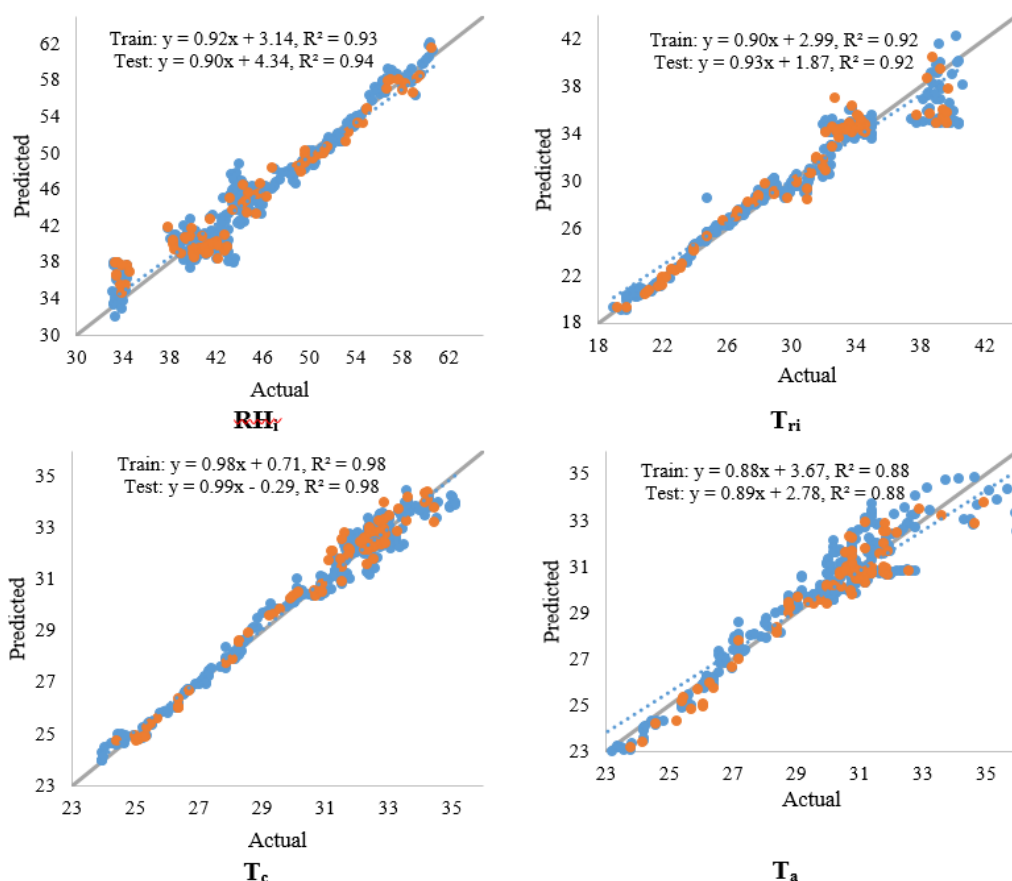 Train: y = 0.92x + 3.14, R² = 0.93
Test: y = 0.90x + 4.34, R² = 0.94
62
58
54
50
46
42
38
34
30
Predicted
30 34 38 42 46 50 54 58 62
Actual
RHᵢ
Train: y = 0.90x + 2.99, R² = 0.92
Test: y = 0.93x + 1.87, R² = 0.92
42
38
34
30
26
22
18
Predicted
18 22 26 30 34 38 42
Actual
Tᵣᵢ
Train: y = 0.98x + 0.71, R² = 0.98
Test: y = 0.99x - 0.29, R² = 0.98
35
33
31
29
27
25
23
Predicted
23 25 27 29 31 33 35
Actual
T꜀
Train: y = 0.88x + 3.67, R² = 0.88
Test: y = 0.89x + 2.78, R² = 0.88
35
33
31
29
27
25
23
Predicted
23 25 27 29 31 33 35
Actual
Tₐ